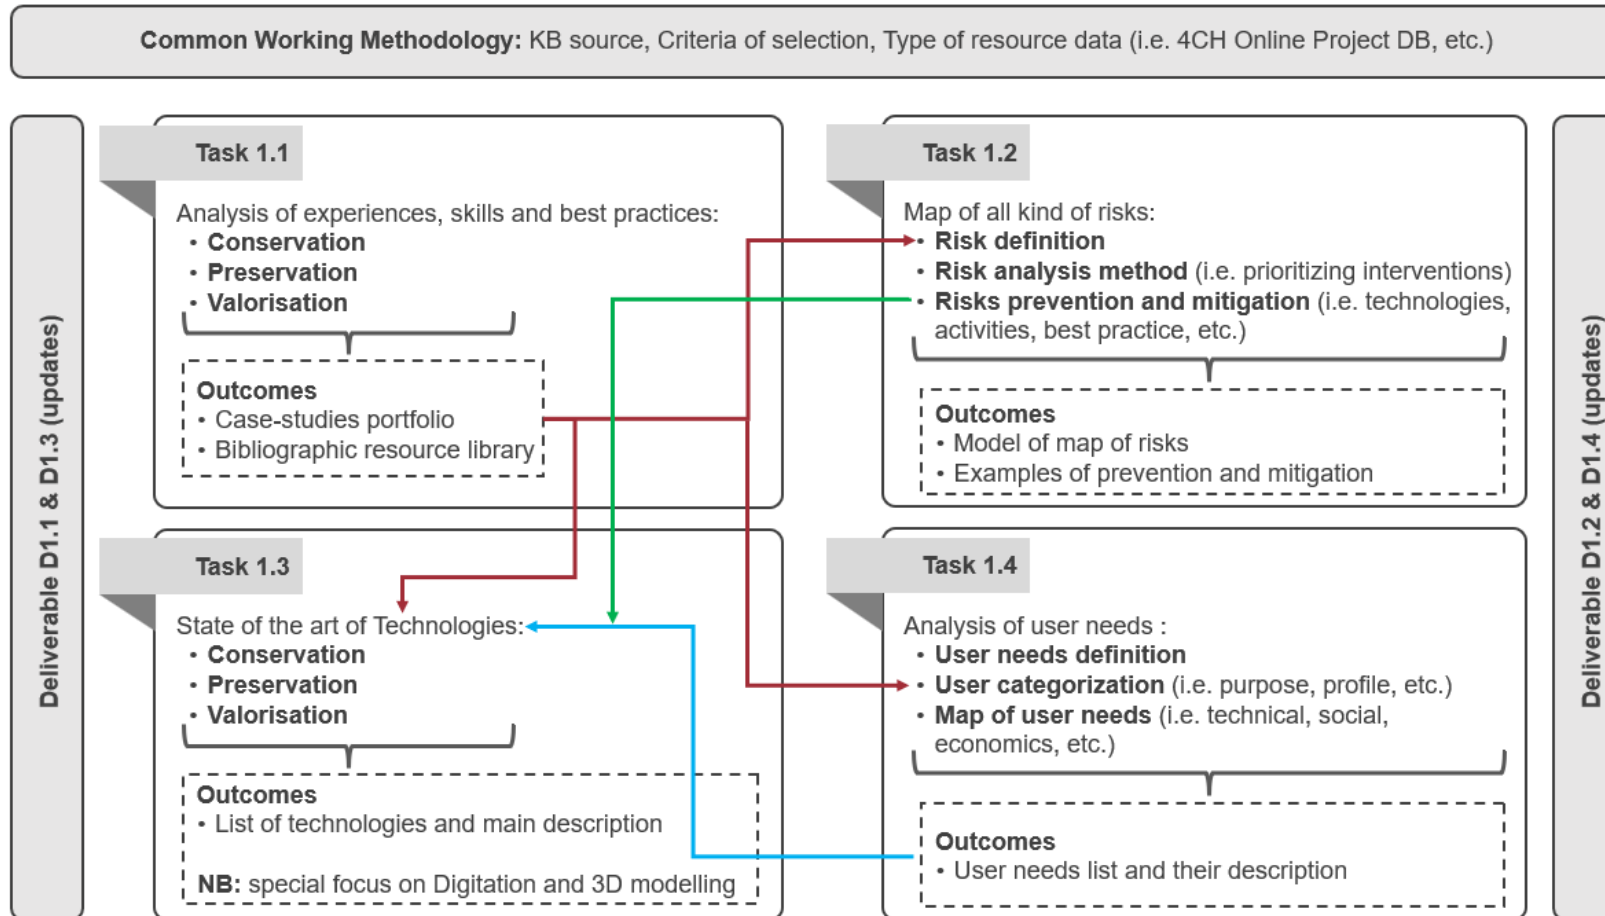 Common Working Methodology: KB source, Criteria of selection, Type of resource data (i.e. 4CH Online Project DB, etc.)
Deliverable D1.1 & D1.3 (updates)
Task 1.1
Analysis of experiences, skills and best practices:
• Conservation
• Preservation
• Valorisation
Outcomes
• Case-studies portfolio
• Bibliographic resource library
Task 1.2
Map of all kind of risks:
• Risk definition
• Risk analysis method (i.e. prioritizing interventions)
• Risks prevention and mitigation (i.e. technologies,
activities, best practice, etc.)
Outcomes
• Model of map of risks
• Examples of prevention and mitigation
Task 1.3
State of the art of Technologies:
• Conservation
• Preservation
• Valorisation
Outcomes
• List of technologies and main description
NB: special focus on Digitation and 3D modelling
Task 1.4
Analysis of user needs :
• User needs definition
• User categorization (i.e. purpose, profile, etc.)
• Map of user needs (i.e. technical, social,
economics, etc.)
Outcomes
• User needs list and their description
Deliverable D1.2 & D1.4 (updates)